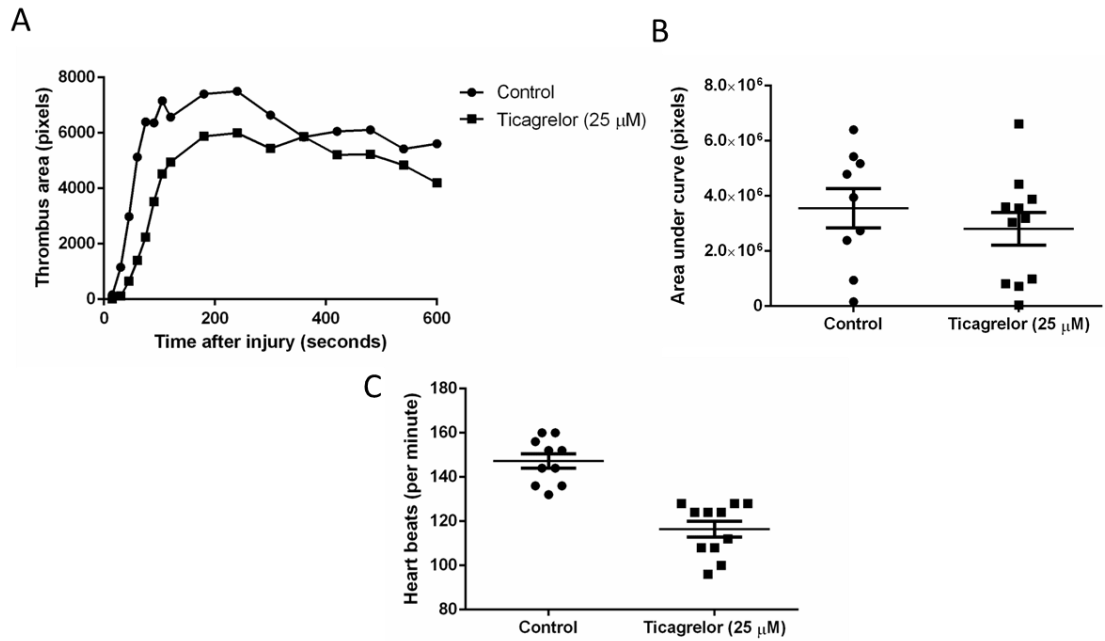 A
Thrombus area (pixels)
8000
6000
4000
2000
0
0 200 400 600
Time after injury (seconds)
Control
Ticagrelor (25 μM)
B
Area under curve (pixels)
8.0×10⁶
6.0×10⁶
4.0×10⁶
2.0×10⁶
0
Control Ticagrelor (25 μM)
C
Heart beats (per minute)
180
160
140
120
100
80
Control Ticagrelor (25 μM)